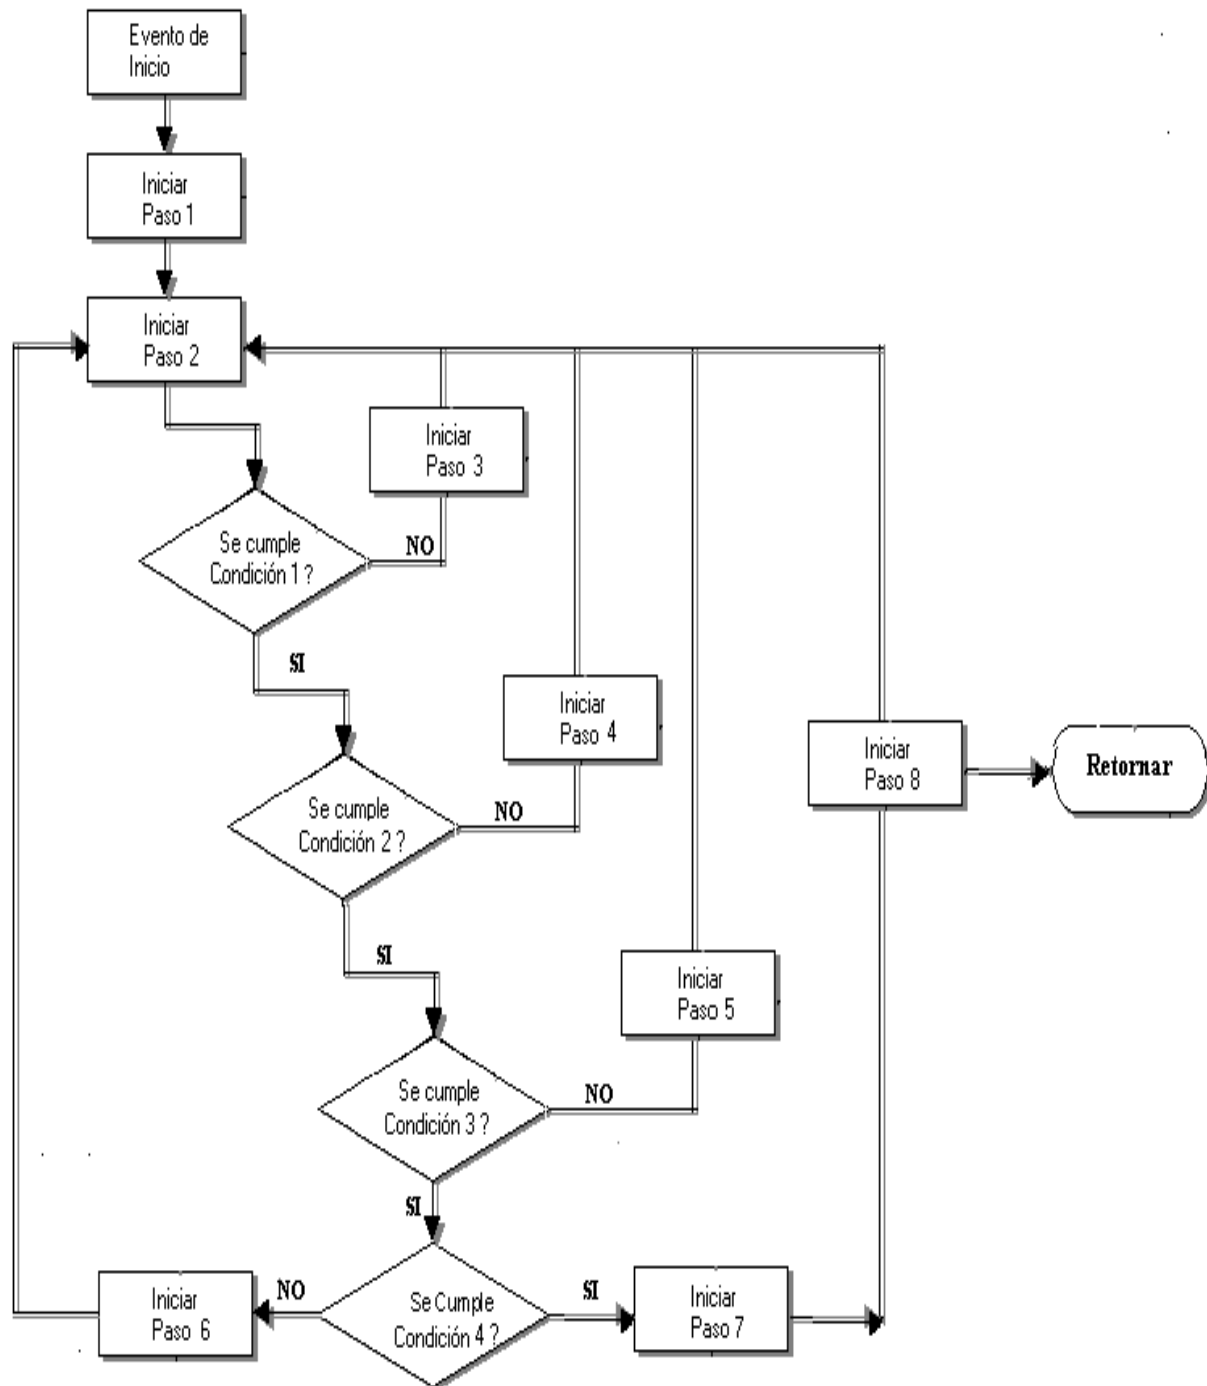 Evento de
Inicio
Iniciar
Paso 1
Iniciar
Paso 2
Iniciar
Paso 3
Se cumple
Condición 1 ?
NO
SI
Iniciar
Paso 4
Se cumple
Condición 2 ?
NO
Iniciar
Paso 8
Retornar
SI
Iniciar
Paso 5
Se cumple
Condición 3 ?
NO
SI
Iniciar
Paso 6
NO
Se Cumple
Condición 4 ?
SI
Iniciar
Paso 7